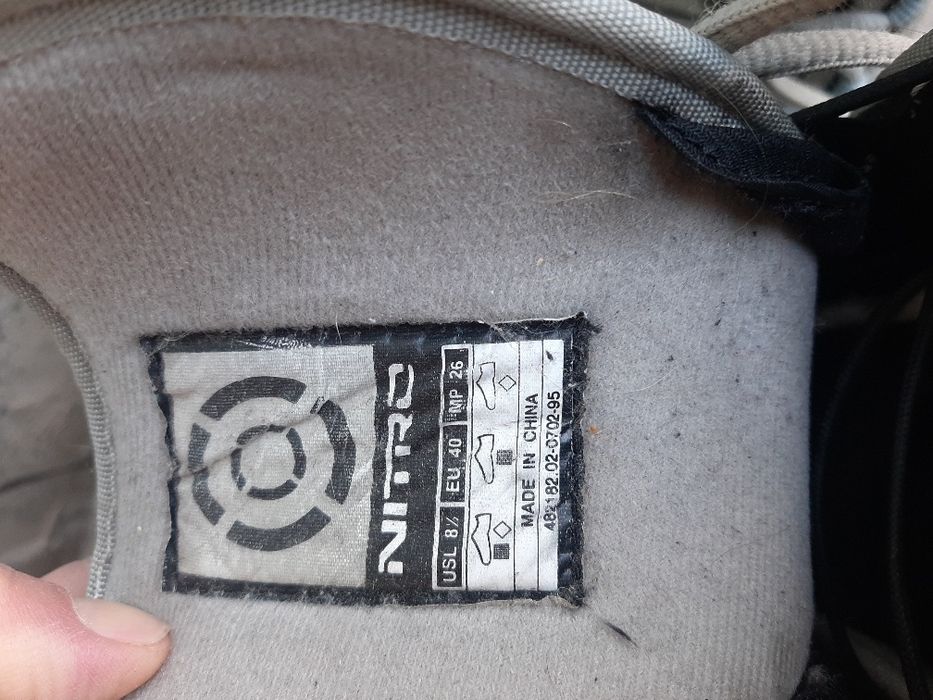 NITRO
USL 8½ EU 40 MP 26
MADE IN CHINA
482182.02-0702-95